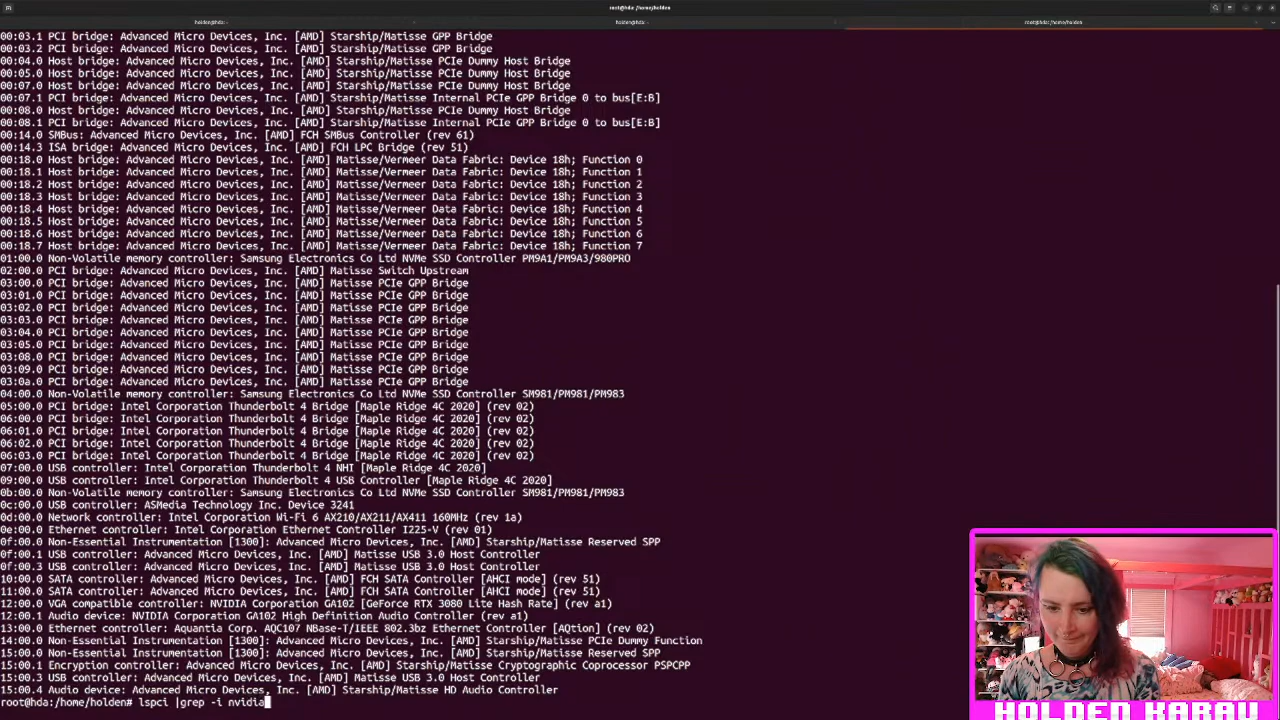 root@hda: /home/holden
holden@hda: ~
holden@hda: ~
root@hda: /home/holden
00:03.1 PCI bridge: Advanced Micro Devices, Inc. [AMD] Starship/Matisse GPP Bridge
00:03.2 PCI bridge: Advanced Micro Devices, Inc. [AMD] Starship/Matisse GPP Bridge
00:04.0 Host bridge: Advanced Micro Devices, Inc. [AMD] Starship/Matisse PCIe Dummy Host Bridge
00:05.0 Host bridge: Advanced Micro Devices, Inc. [AMD] Starship/Matisse PCIe Dummy Host Bridge
00:07.0 Host bridge: Advanced Micro Devices, Inc. [AMD] Starship/Matisse PCIe Dummy Host Bridge
00:07.1 PCI bridge: Advanced Micro Devices, Inc. [AMD] Starship/Matisse Internal PCIe GPP Bridge 0 to bus[E:B]
00:08.0 Host bridge: Advanced Micro Devices, Inc. [AMD] Starship/Matisse PCIe Dummy Host Bridge
00:08.1 PCI bridge: Advanced Micro Devices, Inc. [AMD] Starship/Matisse Internal PCIe GPP Bridge 0 to bus[E:B]
00:14.0 SMBus: Advanced Micro Devices, Inc. [AMD] FCH SMBus Controller (rev 61)
00:14.3 ISA bridge: Advanced Micro Devices, Inc. [AMD] FCH LPC Bridge (rev 51)
00:18.0 Host bridge: Advanced Micro Devices, Inc. [AMD] Matisse/Vermeer Data Fabric: Device 18h; Function 0
00:18.1 Host bridge: Advanced Micro Devices, Inc. [AMD] Matisse/Vermeer Data Fabric: Device 18h; Function 1
00:18.2 Host bridge: Advanced Micro Devices, Inc. [AMD] Matisse/Vermeer Data Fabric: Device 18h; Function 2
00:18.3 Host bridge: Advanced Micro Devices, Inc. [AMD] Matisse/Vermeer Data Fabric: Device 18h; Function 3
00:18.4 Host bridge: Advanced Micro Devices, Inc. [AMD] Matisse/Vermeer Data Fabric: Device 18h; Function 4
00:18.5 Host bridge: Advanced Micro Devices, Inc. [AMD] Matisse/Vermeer Data Fabric: Device 18h; Function 5
00:18.6 Host bridge: Advanced Micro Devices, Inc. [AMD] Matisse/Vermeer Data Fabric: Device 18h; Function 6
00:18.7 Host bridge: Advanced Micro Devices, Inc. [AMD] Matisse/Vermeer Data Fabric: Device 18h; Function 7
01:00.0 Non-Volatile memory controller: Samsung Electronics Co Ltd NVMe SSD Controller PM9A1/PM9A3/980PRO
02:00.0 PCI bridge: Advanced Micro Devices, Inc. [AMD] Matisse Switch Upstream
03:00.0 PCI bridge: Advanced Micro Devices, Inc. [AMD] Matisse PCIe GPP Bridge
03:01.0 PCI bridge: Advanced Micro Devices, Inc. [AMD] Matisse PCIe GPP Bridge
03:02.0 PCI bridge: Advanced Micro Devices, Inc. [AMD] Matisse PCIe GPP Bridge
03:03.0 PCI bridge: Advanced Micro Devices, Inc. [AMD] Matisse PCIe GPP Bridge
03:04.0 PCI bridge: Advanced Micro Devices, Inc. [AMD] Matisse PCIe GPP Bridge
03:05.0 PCI bridge: Advanced Micro Devices, Inc. [AMD] Matisse PCIe GPP Bridge
03:08.0 PCI bridge: Advanced Micro Devices, Inc. [AMD] Matisse PCIe GPP Bridge
03:09.0 PCI bridge: Advanced Micro Devices, Inc. [AMD] Matisse PCIe GPP Bridge
03:0a.0 PCI bridge: Advanced Micro Devices, Inc. [AMD] Matisse PCIe GPP Bridge
04:00.0 Non-Volatile memory controller: Samsung Electronics Co Ltd NVMe SSD Controller SM981/PM981/PM983
05:00.0 PCI bridge: Intel Corporation Thunderbolt 4 Bridge [Maple Ridge 4C 2020] (rev 02)
06:00.0 PCI bridge: Intel Corporation Thunderbolt 4 Bridge [Maple Ridge 4C 2020] (rev 02)
06:01.0 PCI bridge: Intel Corporation Thunderbolt 4 Bridge [Maple Ridge 4C 2020] (rev 02)
06:02.0 PCI bridge: Intel Corporation Thunderbolt 4 Bridge [Maple Ridge 4C 2020] (rev 02)
06:03.0 PCI bridge: Intel Corporation Thunderbolt 4 Bridge [Maple Ridge 4C 2020] (rev 02)
07:00.0 USB controller: Intel Corporation Thunderbolt 4 NHI [Maple Ridge 4C 2020]
09:00.0 USB controller: Intel Corporation Thunderbolt 4 USB Controller [Maple Ridge 4C 2020]
0b:00.0 Non-Volatile memory controller: Samsung Electronics Co Ltd NVMe SSD Controller SM981/PM981/PM983
0c:00.0 USB controller: ASMedia Technology Inc. Device 3241
0d:00.0 Network controller: Intel Corporation Wi-Fi 6 AX210/AX211/AX411 160MHz (rev 1a)
0e:00.0 Ethernet controller: Intel Corporation Ethernet Controller I225-V (rev 01)
0f:00.0 Non-Essential Instrumentation [1300]: Advanced Micro Devices, Inc. [AMD] Starship/Matisse Reserved SPP
0f:00.1 USB controller: Advanced Micro Devices, Inc. [AMD] Matisse USB 3.0 Host Controller
0f:00.3 USB controller: Advanced Micro Devices, Inc. [AMD] Matisse USB 3.0 Host Controller
10:00.0 SATA controller: Advanced Micro Devices, Inc. [AMD] FCH SATA Controller [AHCI mode] (rev 51)
11:00.0 SATA controller: Advanced Micro Devices, Inc. [AMD] FCH SATA Controller [AHCI mode] (rev 51)
12:00.0 VGA compatible controller: NVIDIA Corporation GA102 [GeForce RTX 3080 Lite Hash Rate] (rev a1)
12:00.1 Audio device: NVIDIA Corporation GA102 High Definition Audio Controller (rev a1)
13:00.0 Ethernet controller: Aquantia Corp. AQC107 NBase-T/IEEE 802.3bz Ethernet Controller [AQtion] (rev 02)
14:00.0 Non-Essential Instrumentation [1300]: Advanced Micro Devices, Inc. [AMD] Starship/Matisse PCIe Dummy Function
15:00.0 Non-Essential Instrumentation [1300]: Advanced Micro Devices, Inc. [AMD] Starship/Matisse Reserved SPP
15:00.1 Encryption controller: Advanced Micro Devices, Inc. [AMD] Starship/Matisse Cryptographic Coprocessor PSPCPP
15:00.3 USB controller: Advanced Micro Devices, Inc. [AMD] Matisse USB 3.0 Host Controller
15:00.4 Audio device: Advanced Micro Devices, Inc. [AMD] Starship/Matisse HD Audio Controller
root@hda:/home/holden# lspci |grep -i nvidia
HOLDEN KARAU